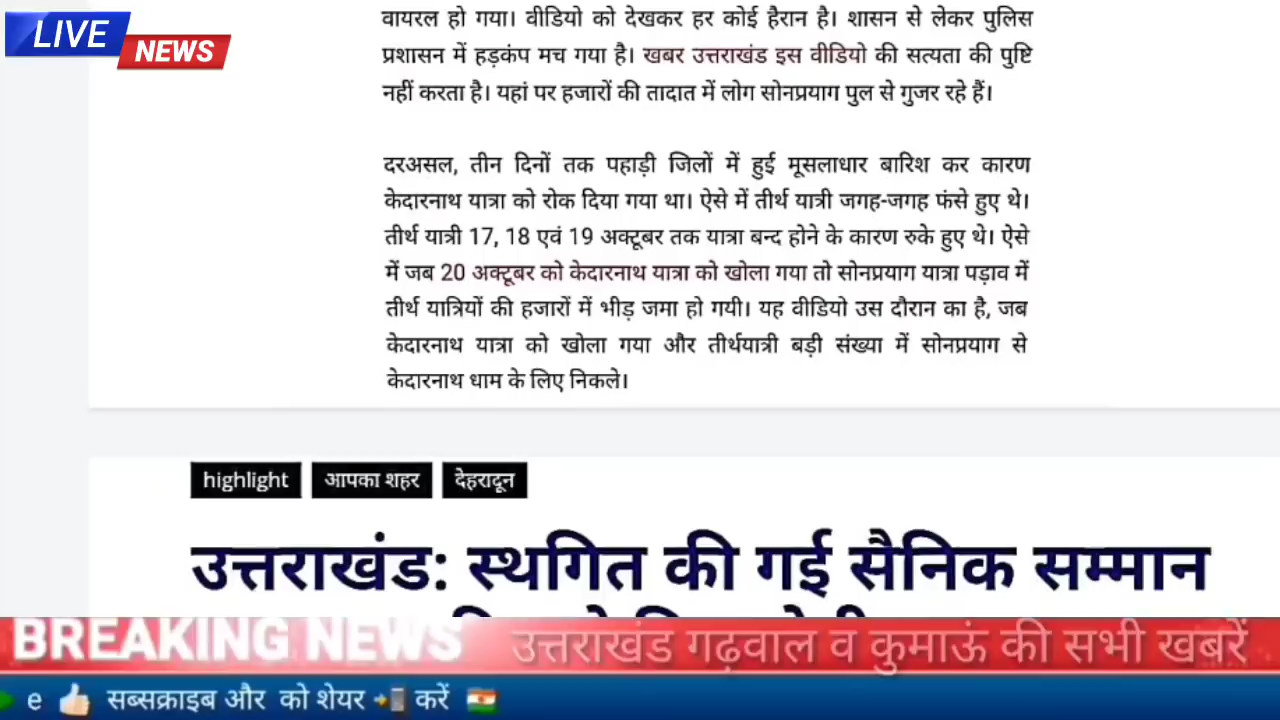 LIVE
NEWS
वायरल हो गया। वीडियो को देखकर हर कोई हैरान है। शासन से लेकर पुलिस
प्रशासन में हड़कंप मच गया है। खबर उत्तराखंड इस वीडियो की सत्यता की पुष्टि
नहीं करता है। यहां पर हजारों की तादात में लोग सोनप्रयाग पुल से गुजर रहे हैं।
दरअसल, तीन दिनों तक पहाड़ी जिलों में हुई मूसलाधार बारिश कर कारण
केदारनाथ यात्रा को रोक दिया गया था। ऐसे में तीर्थ यात्री जगह-जगह फंसे हुए थे।
तीर्थ यात्री 17, 18 एवं 19 अक्टूबर तक यात्रा बन्द होने के कारण रुके हुए थे। ऐसे
में जब 20 अक्टूबर को केदारनाथ यात्रा को खोला गया तो सोनप्रयाग यात्रा पड़ाव में
तीर्थ यात्रियों की हजारों में भीड़ जमा हो गयी। यह वीडियो उस दौरान का है, जब
केदारनाथ यात्रा को खोला गया और तीर्थयात्री बड़ी संख्या में सोनप्रयाग से
केदारनाथ धाम के लिए निकले।
highlight आपका शहर देहरादून
उत्तराखंड: स्थगित की गई सैनिक सम्मान
BREAKING NEWS उत्तराखंड गढ़वाल व कुमाऊं की सभी खबरें
e 👍 सब्सक्राइब और को शेयर 📲 करें 🇮🇳